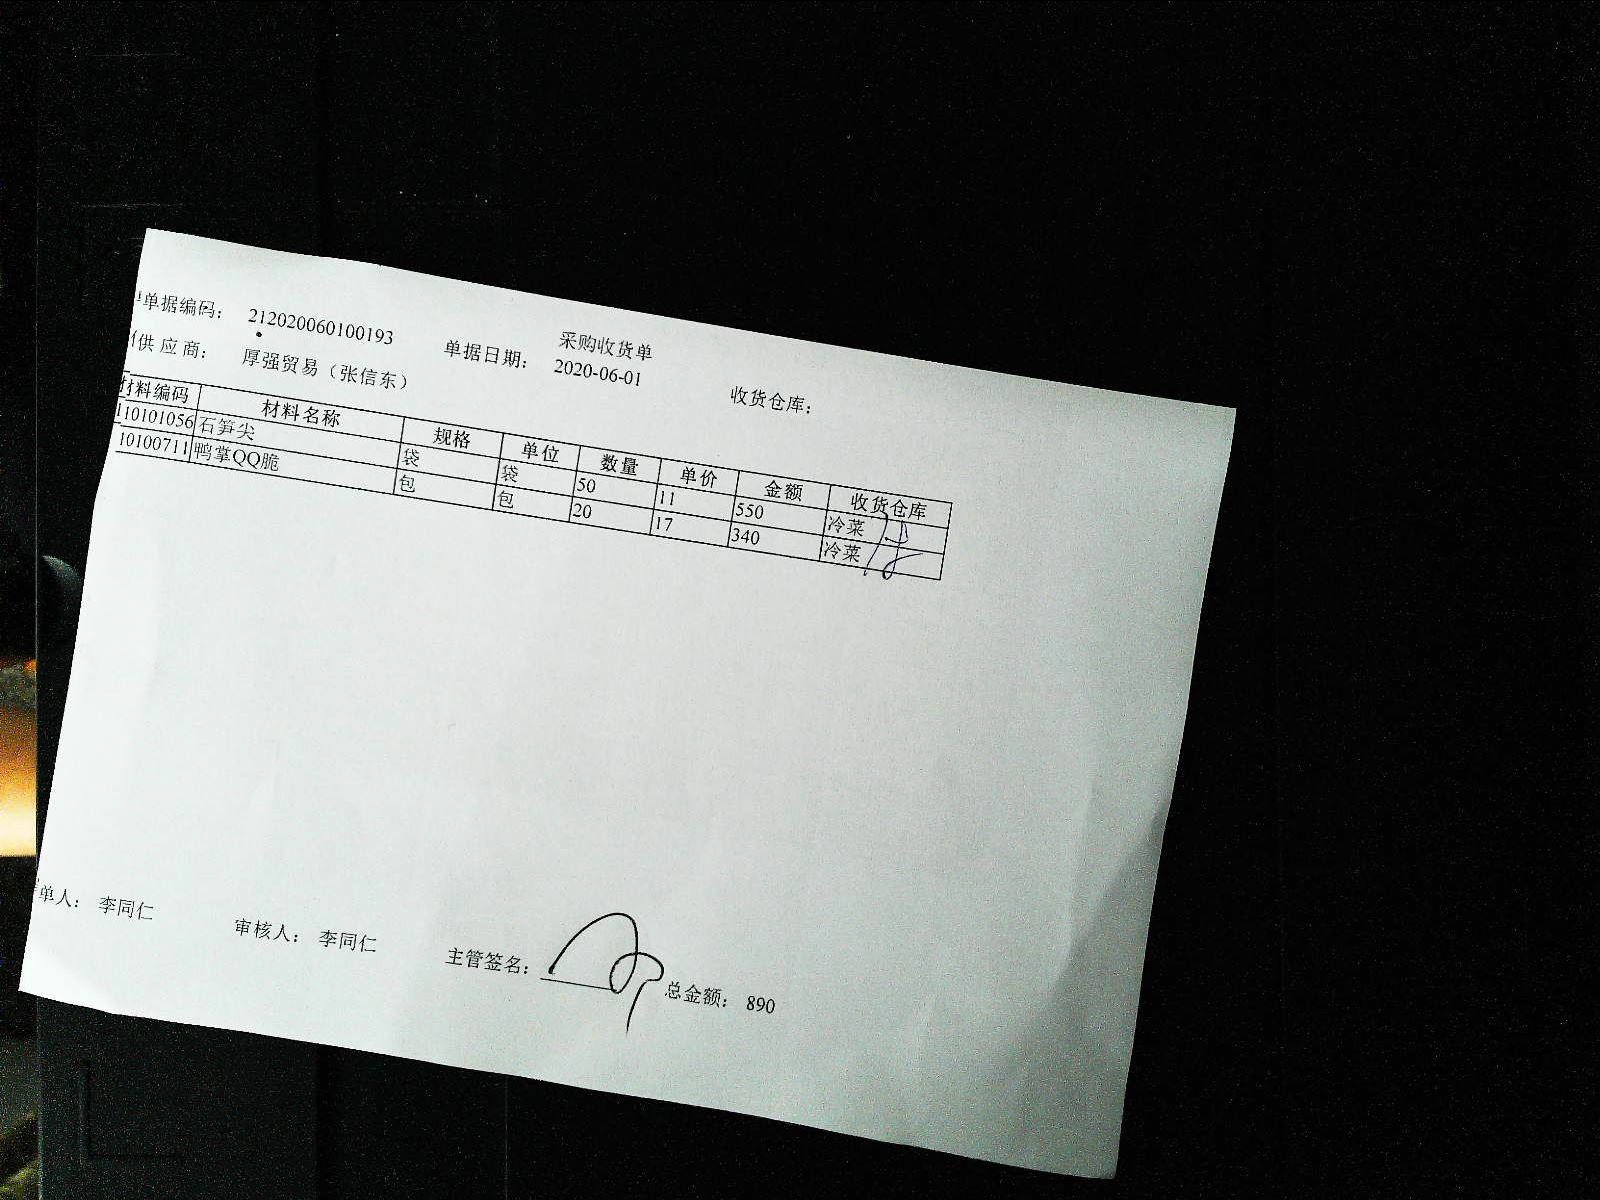 采购收货单
单据编码: 212020060100193 单据日期: 2020-06-01 收货仓库:
供应商: 厚强贸易（张信东）
材料编码 材料名称 规格 单位 数量 单价 金额 收货仓库
110101056 石笋尖 袋 袋 50 11 550 冷菜
10100711 鸭掌QQ脆 包 包 20 17 340 冷菜
单人: 李同仁 审核人: 李同仁 主管签名: 总金额: 890